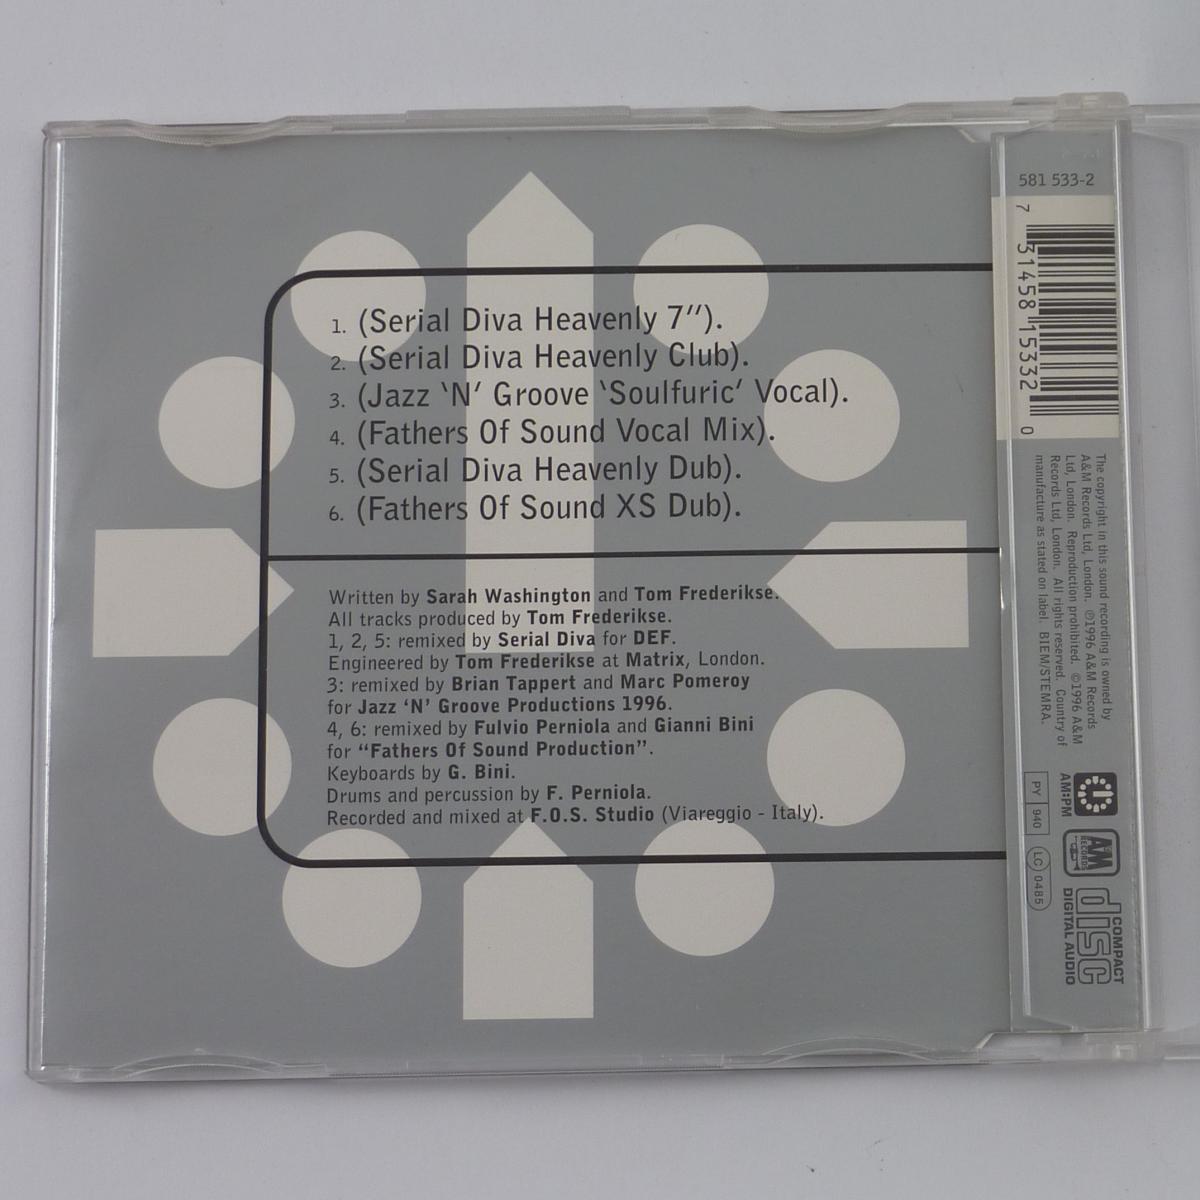 1. (Serial Diva Heavenly 7").
2. (Serial Diva Heavenly Club).
3. (Jazz 'N' Groove 'Soulfuric' Vocal).
4. (Fathers Of Sound Vocal Mix).
5. (Serial Diva Heavenly Dub).
6. (Fathers Of Sound XS Dub).
Written by Sarah Washington and Tom Frederikse.
All tracks produced by Tom Frederikse.
1, 2, 5: remixed by Serial Diva for DEF.
Engineered by Tom Frederikse at Matrix, London.
3: remixed by Brian Tappert and Marc Pomeroy
for Jazz 'N' Groove Productions 1996.
4, 6: remixed by Fulvio Perniola and Gianni Bini
for "Fathers Of Sound Production".
Keyboards by G. Bini.
Drums and percussion by F. Perniola.
Recorded and mixed at F.O.S. Studio (Viareggio - Italy).
581 533-2
7 31458 15332 0
The copyright in this sound recording is owned by
A&M Records Ltd, London. ℗1996 A&M Records
Ltd, London. Reproduction prohibited. ©1996 A&M
Records Ltd, London. All rights reserved. Country of
manufacture as stated on label. BIEM/STEMRA.
AM:PM
PY 940
AM
RECORDS
LC 0485
COMPACT
disc
DIGITAL AUDIO